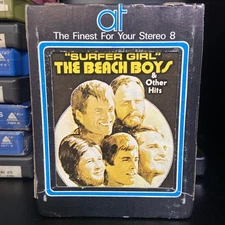 at
The Finest For Your Stereo 8
"SURFER GIRL"
THE BEACH BOYS
& Other
Hits